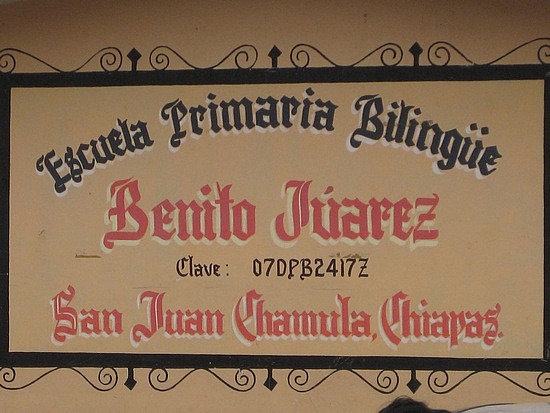 Escuela Primaria Bilingüe
Benito Júarez
Clave: 07DPB2417Z
San Juan Chamula, Chiapas.